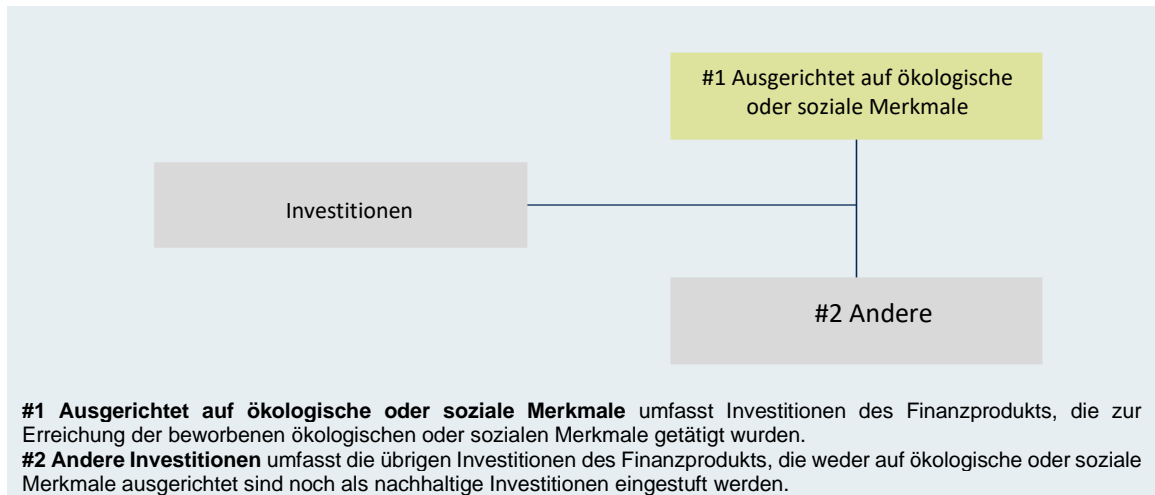 #1 Ausgerichtet auf ökologische
oder soziale Merkmale
Investitionen
#2 Andere
#1 Ausgerichtet auf ökologische oder soziale Merkmale umfasst Investitionen des Finanzprodukts, die zur
Erreichung der beworbenen ökologischen oder sozialen Merkmale getätigt wurden.
#2 Andere Investitionen umfasst die übrigen Investitionen des Finanzprodukts, die weder auf ökologische oder soziale
Merkmale ausgerichtet sind noch als nachhaltige Investitionen eingestuft werden.